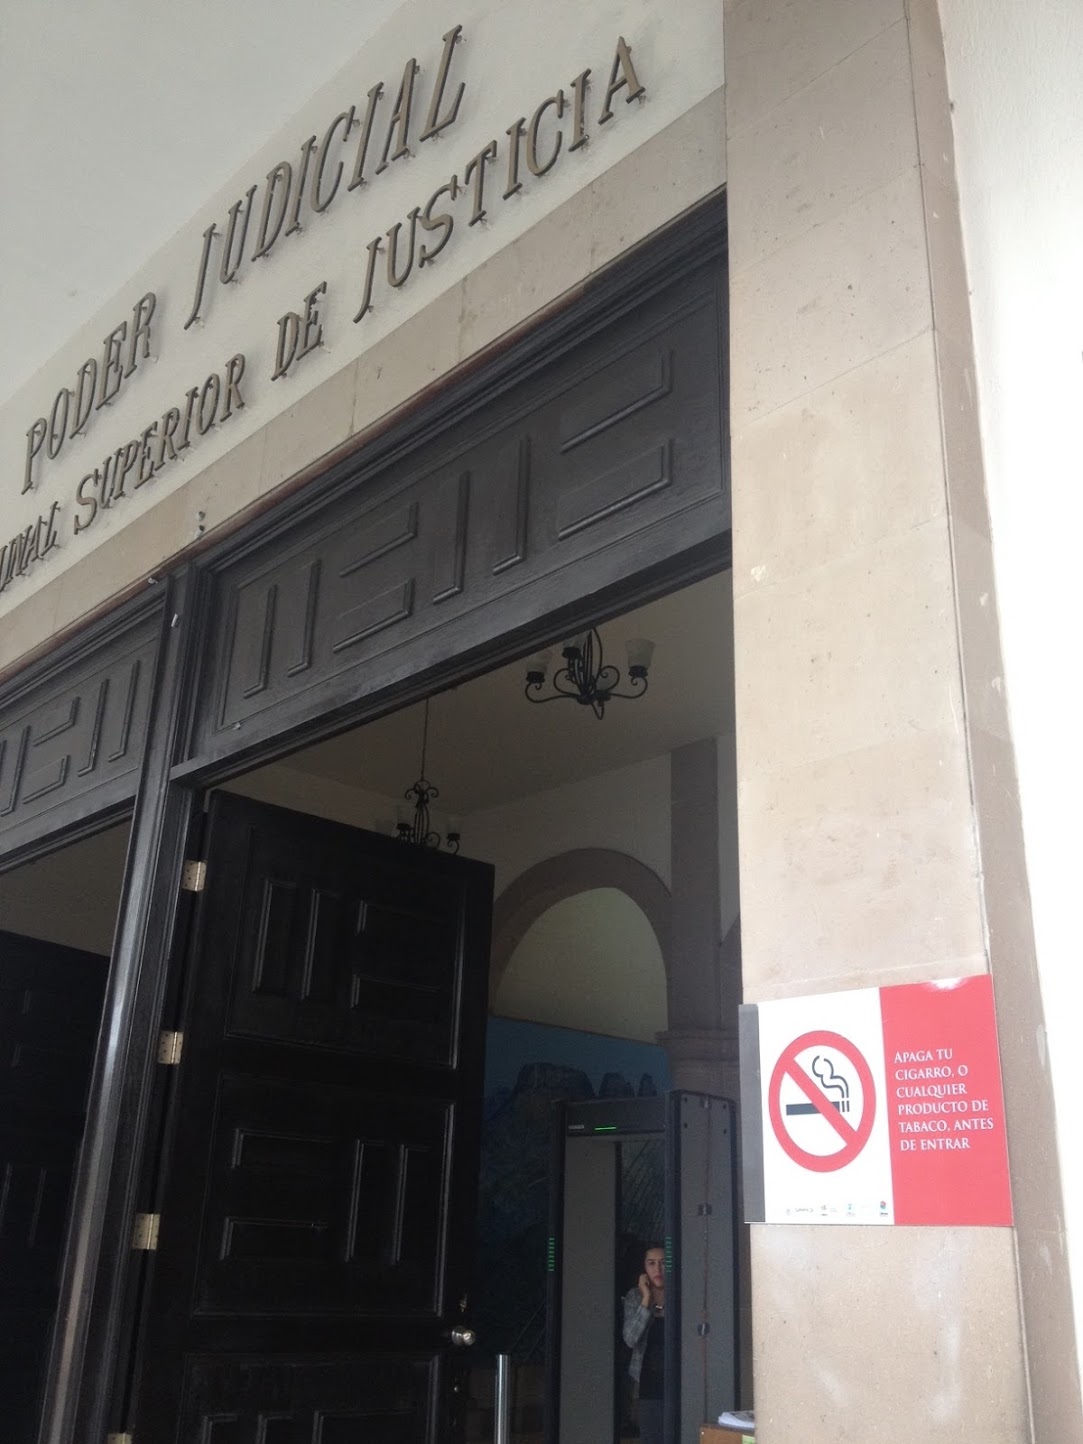 PODER JUDICIAL
SUPERIOR DE JUSTICIA
APAGA TU
CIGARRO, O
CUALQUIER
PRODUCTO DE
TABACO, ANTES
DE ENTRAR